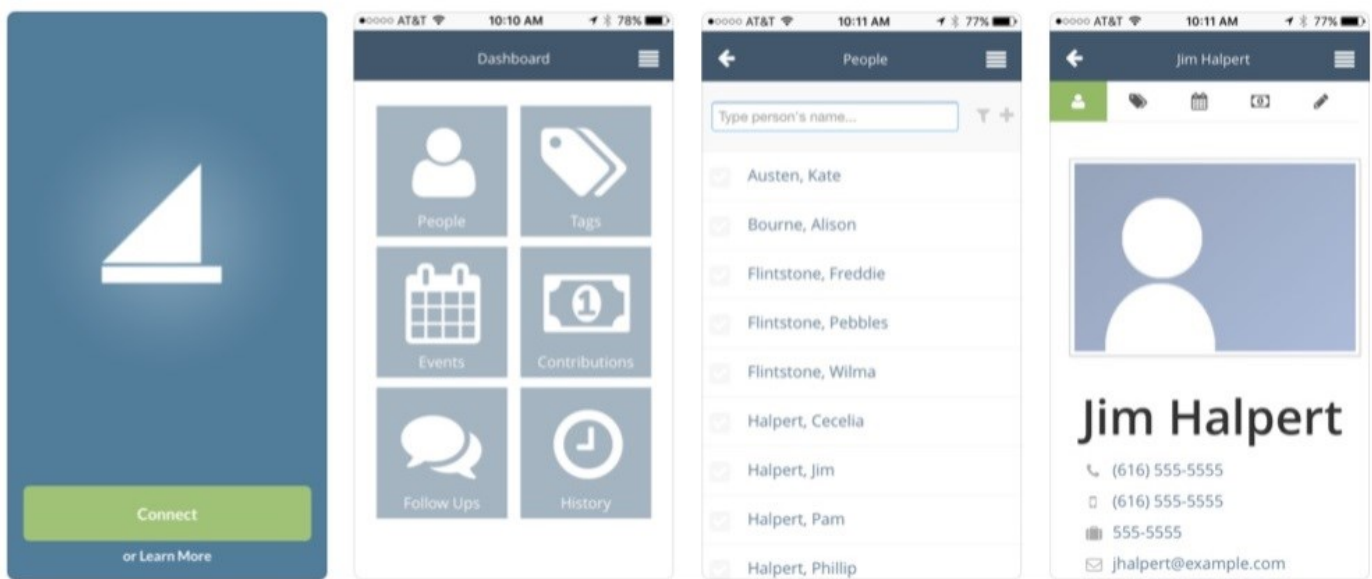 Connect
or Learn More
AT&T 10:10 AM 78%
Dashboard
People
Tags
Events
Contributions
Follow Ups
History
AT&T 10:11 AM 77%
People
Type person's name...
Austen, Kate
Bourne, Alison
Flintstone, Freddie
Flintstone, Pebbles
Flintstone, Wilma
Halpert, Cecelia
Halpert, Jim
Halpert, Pam
Halpert, Phillip
AT&T 10:11 AM 77%
Jim Halpert
Jim Halpert
(616) 555-5555
(616) 555-5555
555-5555
jhalpert@example.com